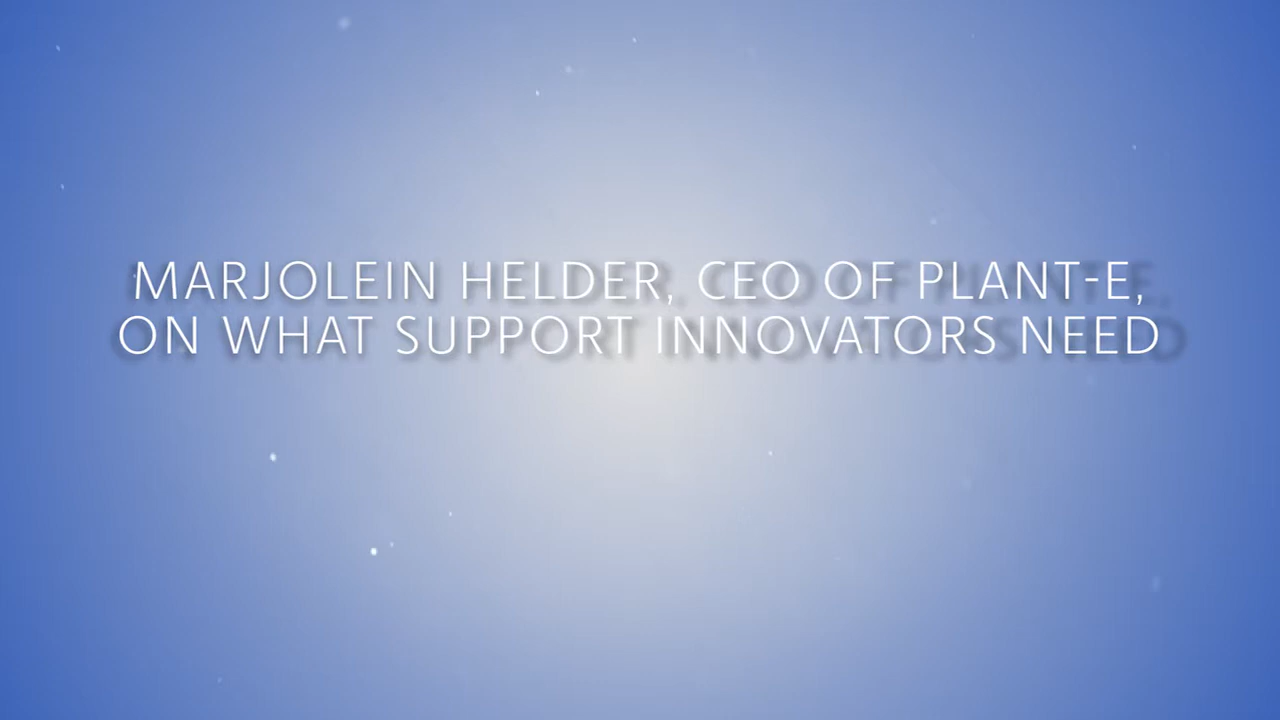 MARJOLEIN HELDER, CEO OF PLANT-E,
ON WHAT SUPPORT INNOVATORS NEED